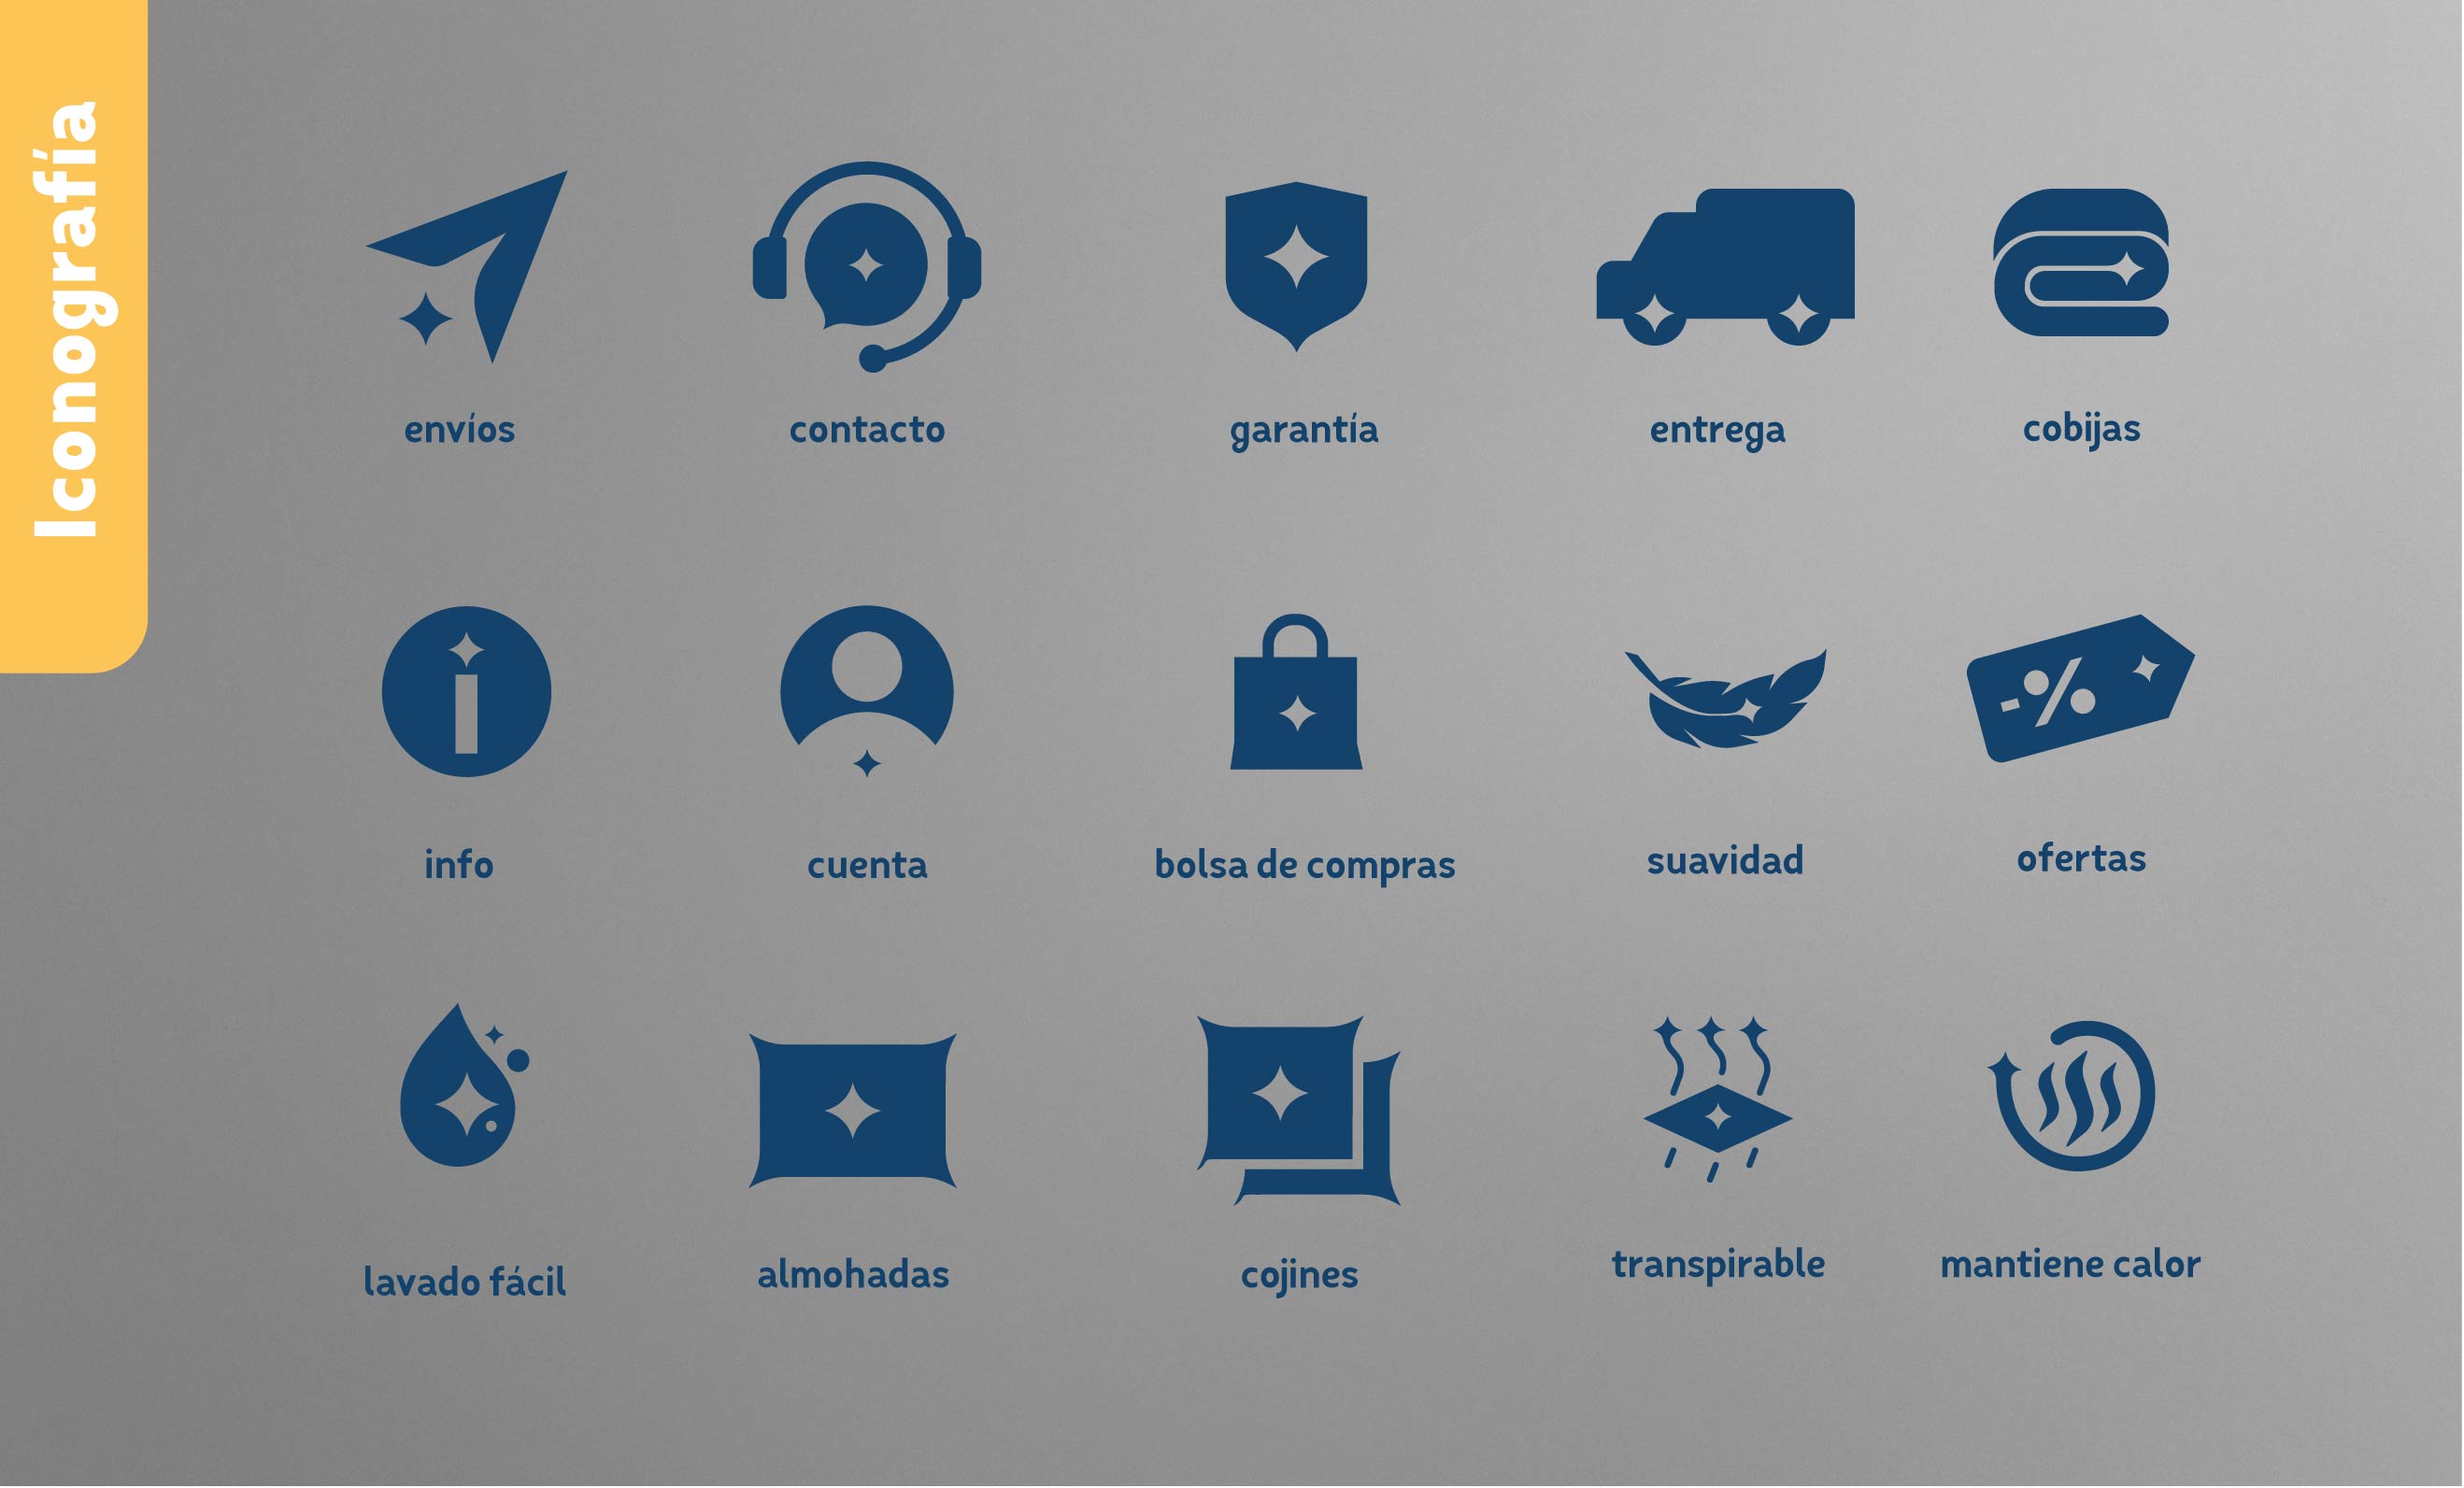 Iconografía
envíos
contacto
garantía
entrega
cobijas
info
cuenta
bolsa de compras
suavidad
ofertas
lavado fácil
almohadas
cojines
transpirable
mantiene calor